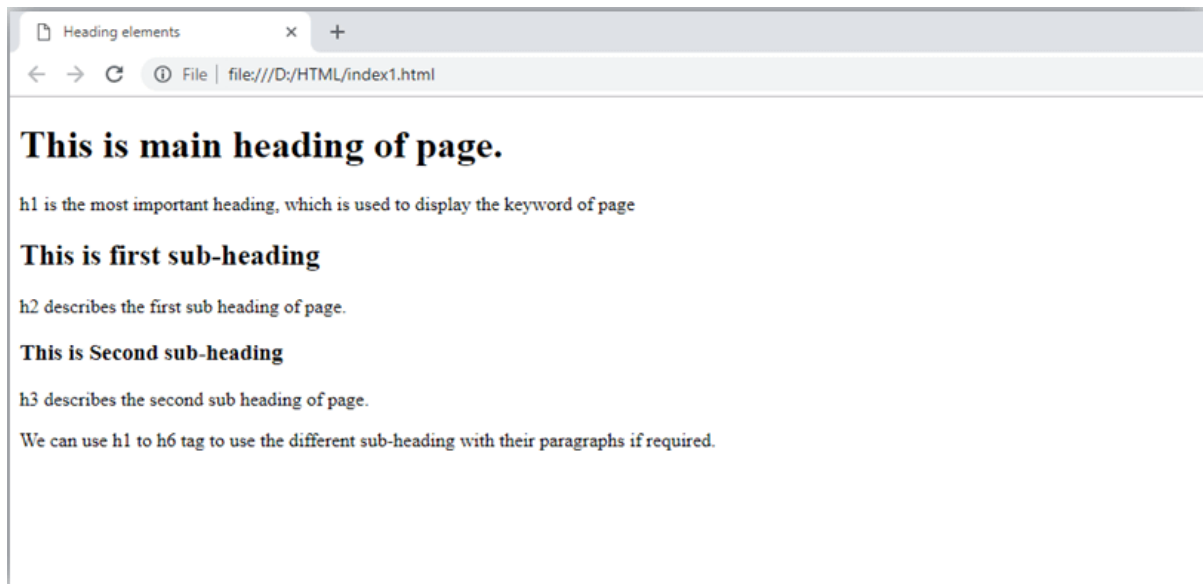 Heading elements
File | file:///D:/HTML/index1.html
This is main heading of page.
h1 is the most important heading, which is used to display the keyword of page
This is first sub-heading
h2 describes the first sub heading of page.
This is Second sub-heading
h3 describes the second sub heading of page.
We can use h1 to h6 tag to use the different sub-heading with their paragraphs if required.